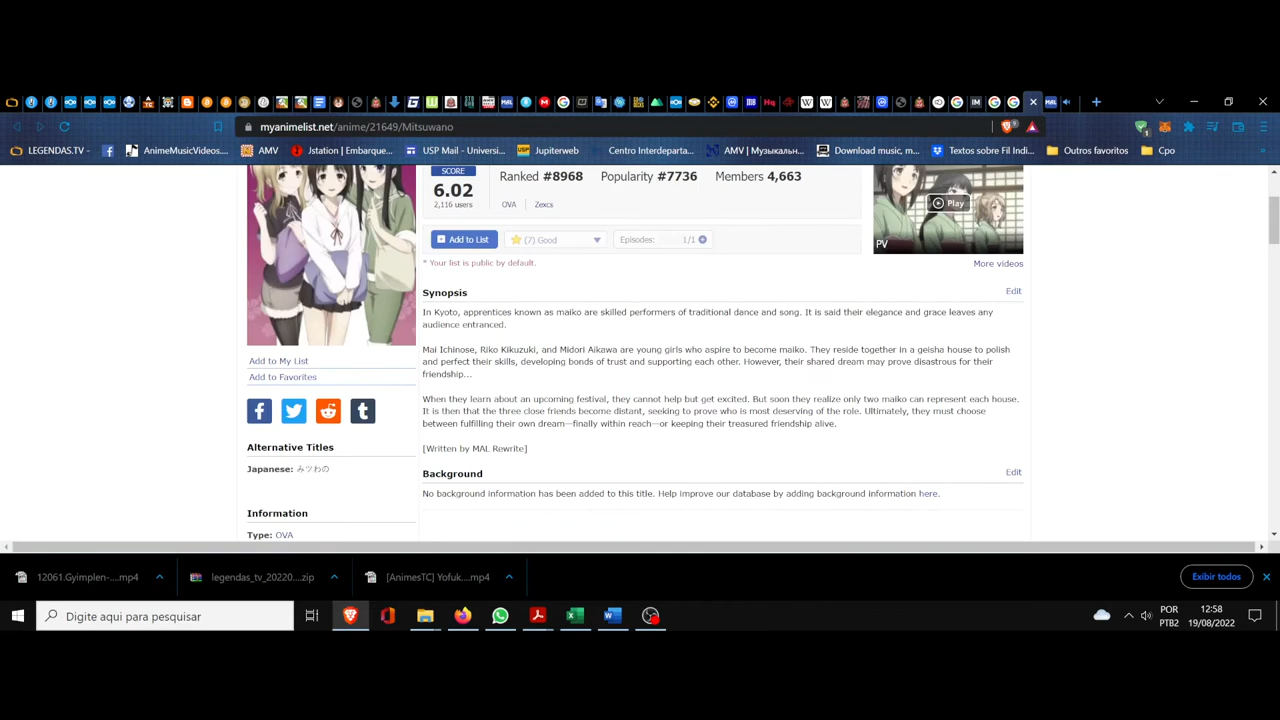 myanimelist.net/anime/21649/Mitsuwano
LEGENDAS.TV - AnimeMusicVideos.... AMV Jstation | Embarque... USP Mail - Universi... Jupiterweb Centro Interdeparta... AMV | Музыкальн... Download music, m... Textos sobre Fil Indi... Outros favoritos Cpo
SCORE
6.02
2,116 users
Ranked #8968 Popularity #7736 Members 4,663
OVA Zexcs
Play
PV
Add to List (7) Good Episodes: 1/1
* Your list is public by default.
More videos
Synopsis
Edit
In Kyoto, apprentices known as maiko are skilled performers of traditional dance and song. It is said their elegance and grace leaves any
audience entranced.
Mai Ichinose, Riko Kikuzuki, and Midori Aikawa are young girls who aspire to become maiko. They reside together in a geisha house to polish
and perfect their skills, developing bonds of trust and supporting each other. However, their shared dream may prove disastrous for their
friendship...
When they learn about an upcoming festival, they cannot help but get excited. But soon they realize only two maiko can represent each house.
It is then that the three close friends become distant, seeking to prove who is most deserving of the role. Ultimately, they must choose
between fulfilling their own dream—finally within reach—or keeping their treasured friendship alive.
[Written by MAL Rewrite]
Background
Edit
No background information has been added to this title. Help improve our database by adding background information here.
Add to My List
Add to Favorites
Alternative Titles
Japanese: みツわの
Information
Type: OVA
12061.Gyimplen-....mp4 legendas_tv_20220....zip [AnimesTC] Yofuk....mp4 Exibir todos
Digite aqui para pesquisar
POR
PTB2
12:58
19/08/2022